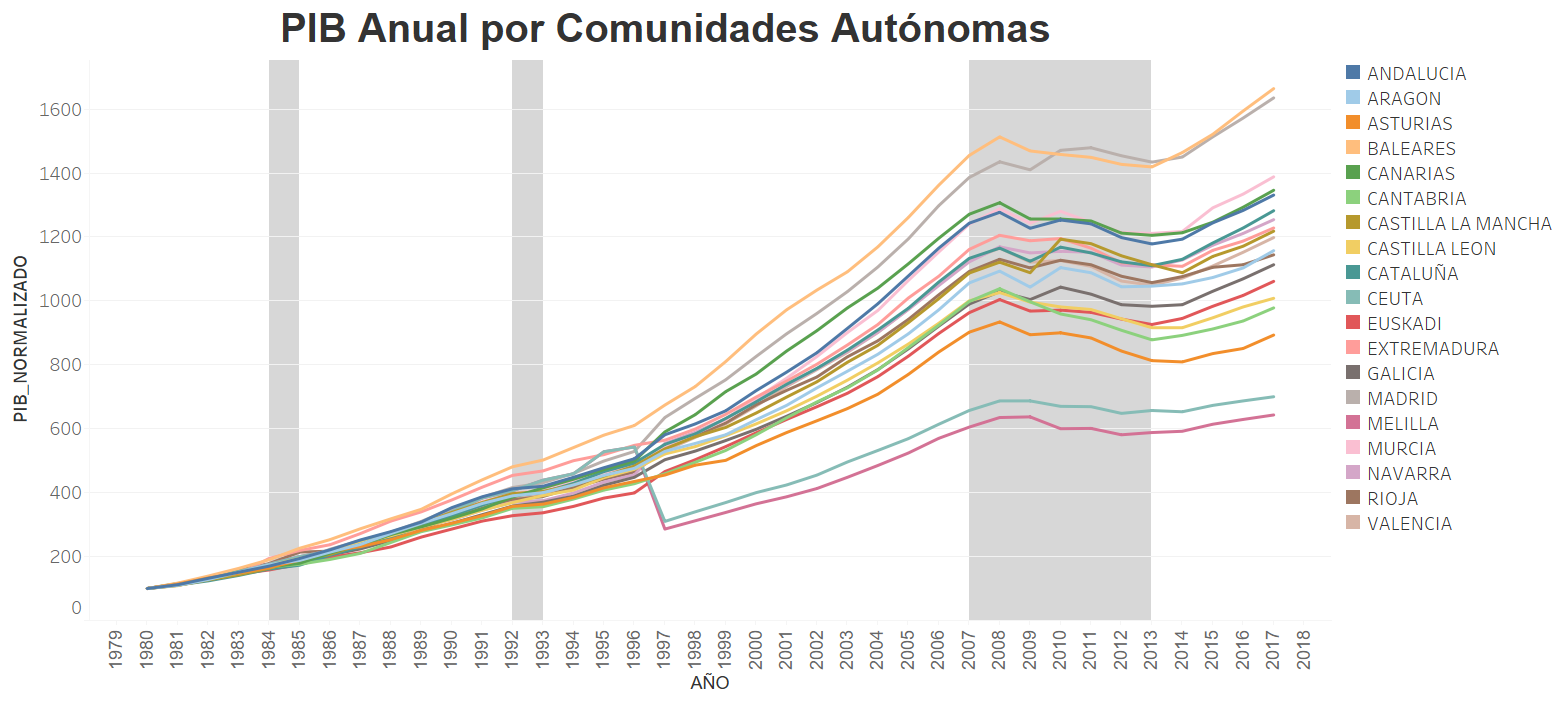 PIB Anual por Comunidades Autónomas
PIB_NORMALIZADO
1600
1400
1200
1000
800
600
400
200
0
1979 1980 1981 1982 1983 1984 1985 1986 1987 1988 1989 1990 1991 1992 1993 1994 1995 1996 1997 1998 1999 2000 2001 2002 2003 2004 2005 2006 2007 2008 2009 2010 2011 2012 2013 2014 2015 2016 2017 2018
AÑO
ANDALUCIA
ARAGON
ASTURIAS
BALEARES
CANARIAS
CANTABRIA
CASTILLA LA MANCHA
CASTILLA LEON
CATALUÑA
CEUTA
EUSKADI
EXTREMADURA
GALICIA
MADRID
MELILLA
MURCIA
NAVARRA
RIOJA
VALENCIA